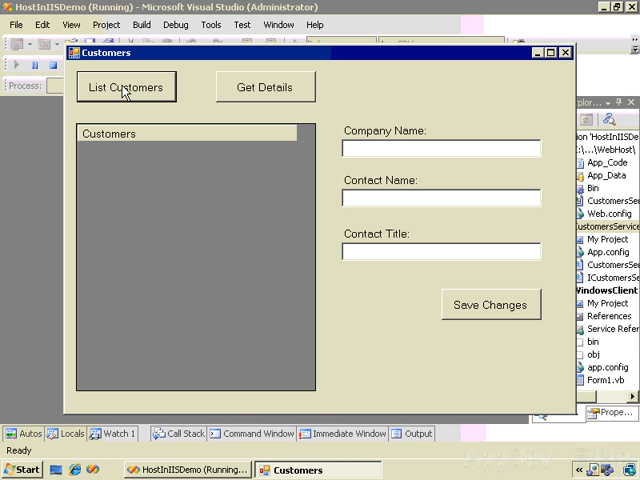 HostInIISDemo (Running) - Microsoft Visual Studio (Administrator)
File Edit View Project Build Debug Tools Test Window Help
Process:
Customers
List Customers
Get Details
Customers
Company Name:
Contact Name:
Contact Title:
Save Changes
App_Code
App_Data
Bin
Web.config
My Project
App.config
My Project
References
bin
obj
app.config
Form1.vb
Prope...
Autos Locals Watch 1 Call Stack Command Window Immediate Window Output
Ready
Start HostInIISDemo (Running... Customers